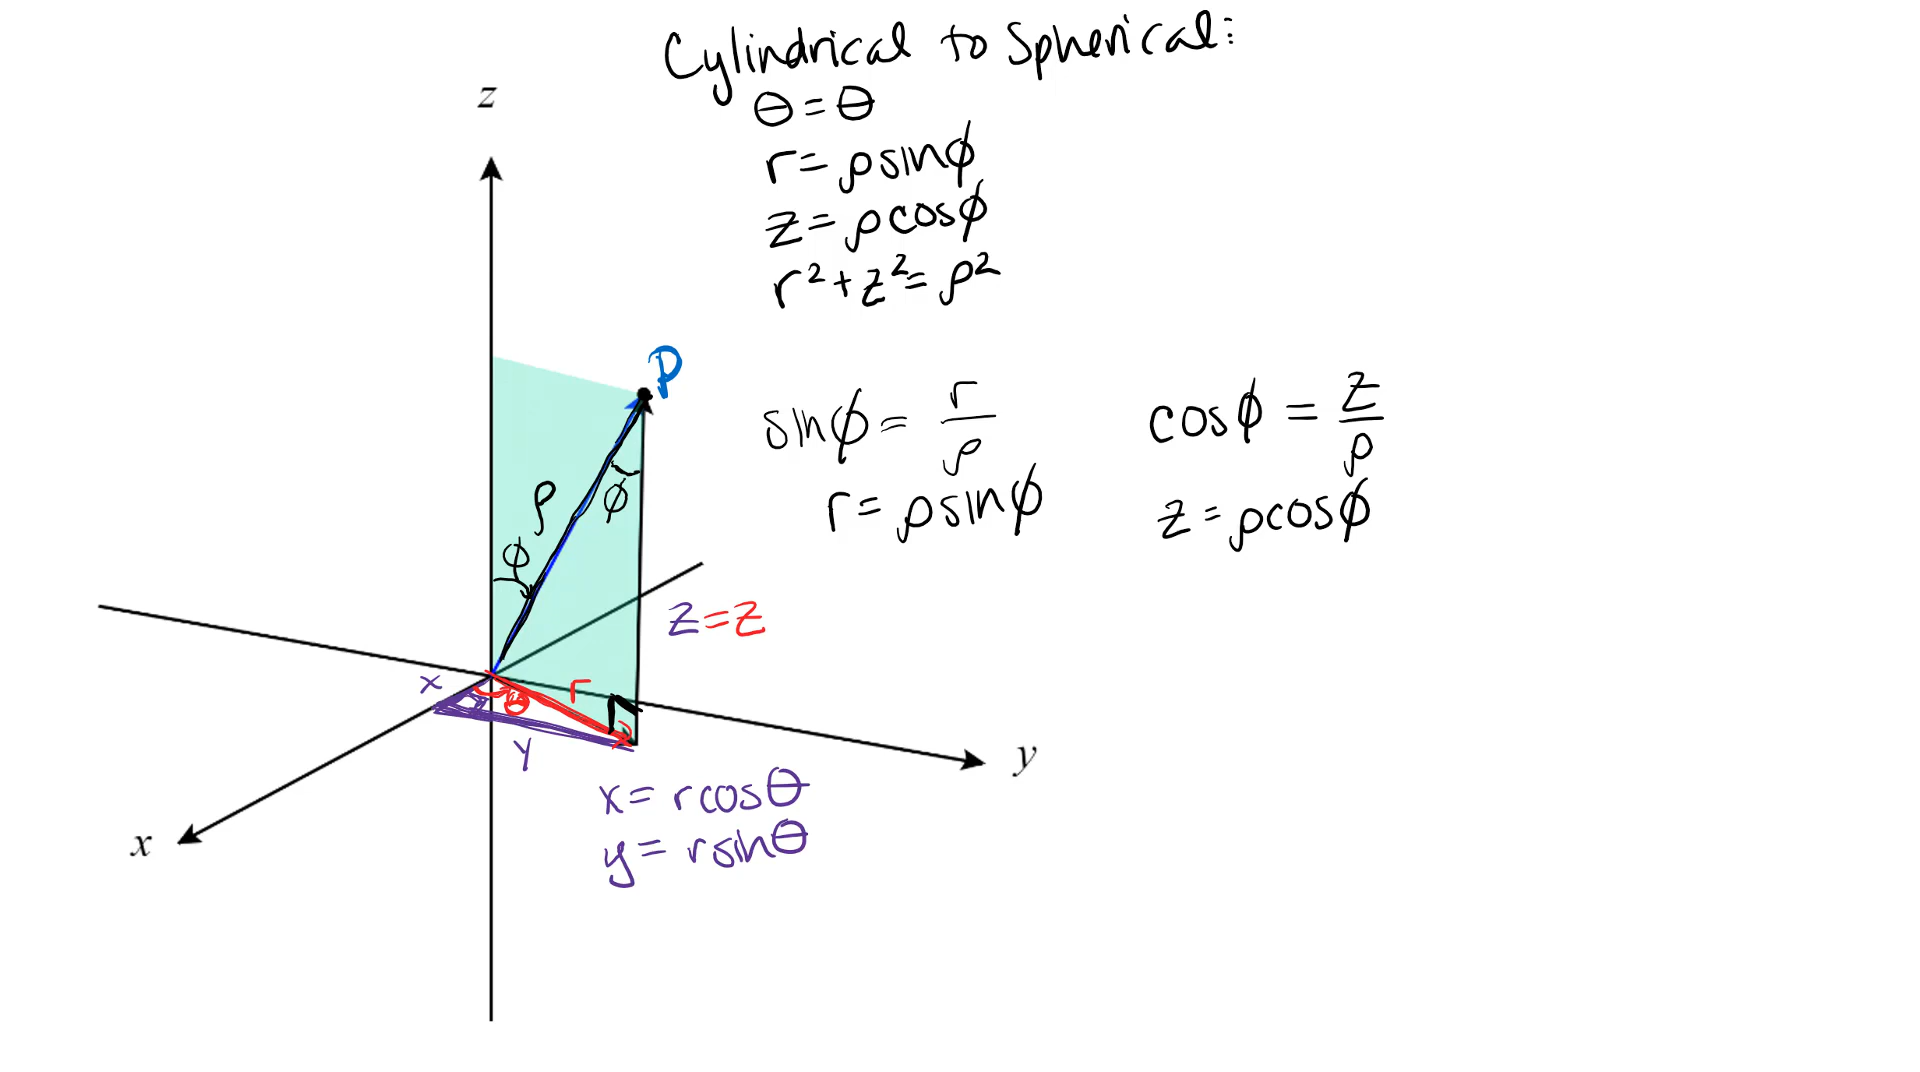 Cylindrical to Spherical:
θ = θ
r = ρsinϕ
z = ρcosϕ
r² + z² = ρ²
z
P
sinϕ = r/ρ
cosϕ = z/ρ
r = ρsinϕ
z = ρcosϕ
ρ
ϕ
ϕ
z = z
x
r
θ
y
y
x = rcosθ
y = rsinθ
x